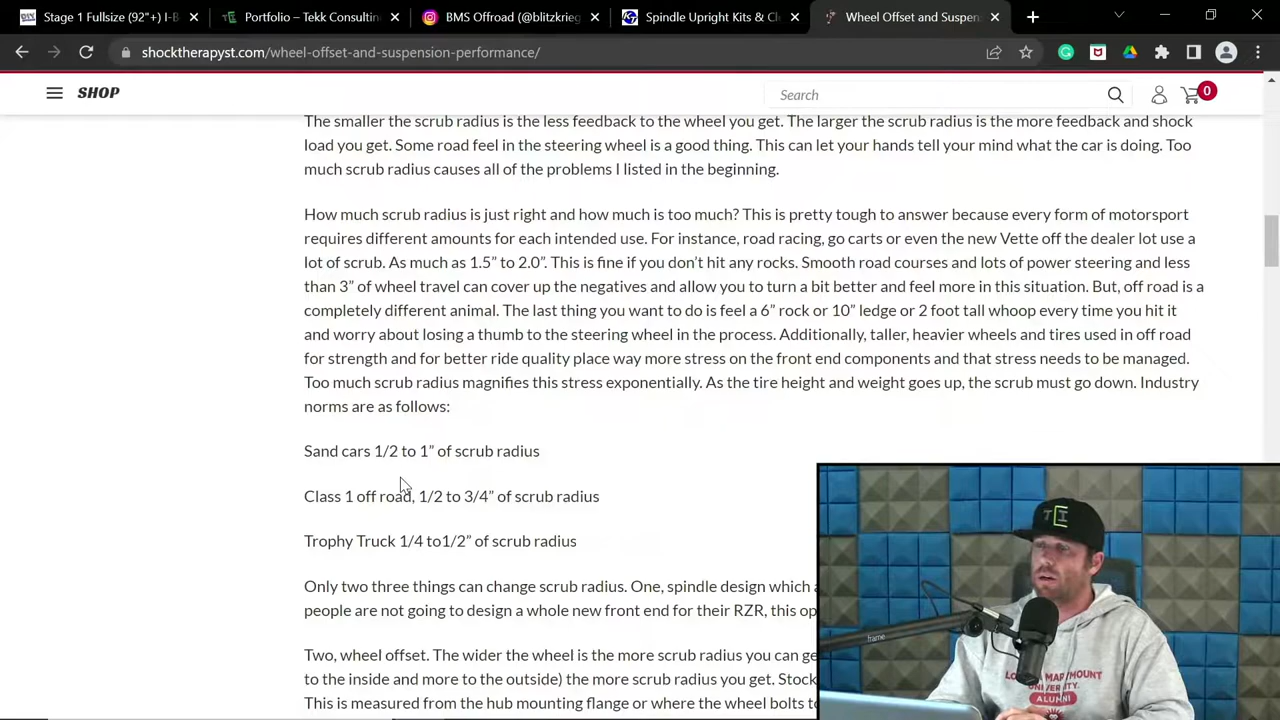 Stage 1 Fullsize (92"+) I-B
Portfolio – Tekk Consultin
BMS Offroad (@blitzkrieg
Spindle Upright Kits & Cl
Wheel Offset and Suspen
shocktherapyst.com/wheel-offset-and-suspension-performance/
SHOP
Search
0
The smaller the scrub radius is the less feedback to the wheel you get. The larger the scrub radius is the more feedback and shock
load you get. Some road feel in the steering wheel is a good thing. This can let your hands tell your mind what the car is doing. Too
much scrub radius causes all of the problems I listed in the beginning.
How much scrub radius is just right and how much is too much? This is pretty tough to answer because every form of motorsport
requires different amounts for each intended use. For instance, road racing, go carts or even the new Vette off the dealer lot use a
lot of scrub. As much as 1.5” to 2.0”. This is fine if you don’t hit any rocks. Smooth road courses and lots of power steering and less
than 3” of wheel travel can cover up the negatives and allow you to turn a bit better and feel more in this situation. But, off road is a
completely different animal. The last thing you want to do is feel a 6” rock or 10” ledge or 2 foot tall whoop every time you hit it
and worry about losing a thumb to the steering wheel in the process. Additionally, taller, heavier wheels and tires used in off road
for strength and for better ride quality place way more stress on the front end components and that stress needs to be managed.
Too much scrub radius magnifies this stress exponentially. As the tire height and weight goes up, the scrub must go down. Industry
norms are as follows:
Sand cars 1/2 to 1” of scrub radius
Class 1 off road, 1/2 to 3/4” of scrub radius
Trophy Truck 1/4 to1/2” of scrub radius
Only two three things can change scrub radius. One, spindle design which a
people are not going to design a whole new front end for their RZR, this op
Two, wheel offset. The wider the wheel is the more scrub radius you can ge
to the inside and more to the outside) the more scrub radius you get. Stock
This is measured from the hub mounting flange or where the wheel bolts to
frame
ALUMNI